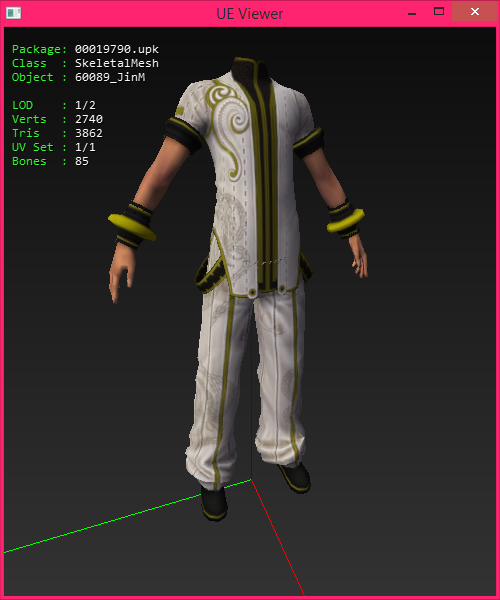 UE Viewer
Package: 00019790.upk
Class  : SkeletalMesh
Object : 60089_JinM
LOD    : 1/2
Verts  : 2740
Tris   : 3862
UV Set : 1/1
Bones  : 85